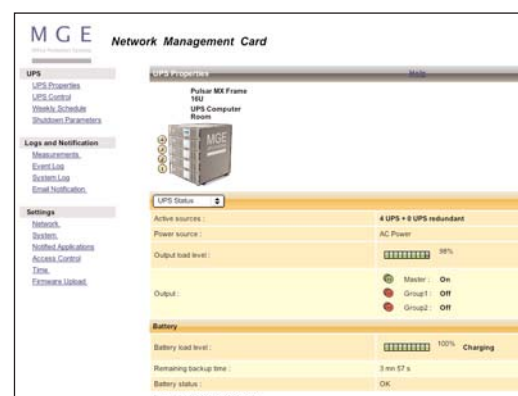 MGE
Network Management Card
UPS
UPS Properties
UPS Control
Weekly Schedule
Shutdown Parameters
Logs and Notification
Measurements.
Event Log
System Log
Email Notification.
Settings
Network.
System.
Notified Applications
Access Control
Time.
Firmware Upload.
UPS Properties
Help
Pulsar MX Frame
16U
UPS Computer
Room
MGE
UPS Status
Active sources :
4 UPS + 0 UPS redundant
Power source :
AC Power
Output load level :
98%
Output :
Master : On
Group1 : Off
Group2 : Off
Battery
Battery load level :
100% Charging
Remaining backup time :
3 mn 57 s
Battery status :
OK